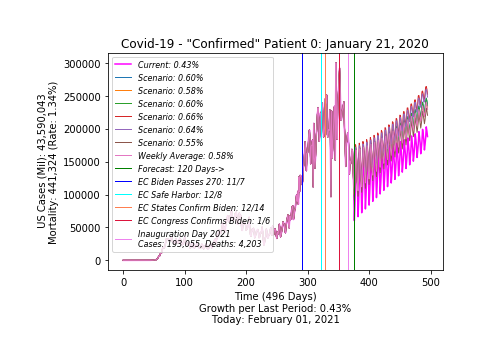 Covid-19 - "Confirmed" Patient 0: January 21, 2020
US Cases (Mil): 43,590,043
Mortality: 441,324 (Rate: 1.34%)
300000
250000
200000
150000
100000
50000
0
Current: 0.43%
Scenario: 0.60%
Scenario: 0.58%
Scenario: 0.60%
Scenario: 0.66%
Scenario: 0.64%
Scenario: 0.55%
Weekly Average: 0.58%
Forecast: 120 Days->
EC Biden Passes 270: 11/7
EC Safe Harbor: 12/8
EC States Confirm Biden: 12/14
EC Congress Confirms Biden: 1/6
Inauguration Day 2021
Cases: 193,055, Deaths: 4,203
0 100 200 300 400 500
Time (496 Days)
Growth per Last Period: 0.43%
Today: February 01, 2021